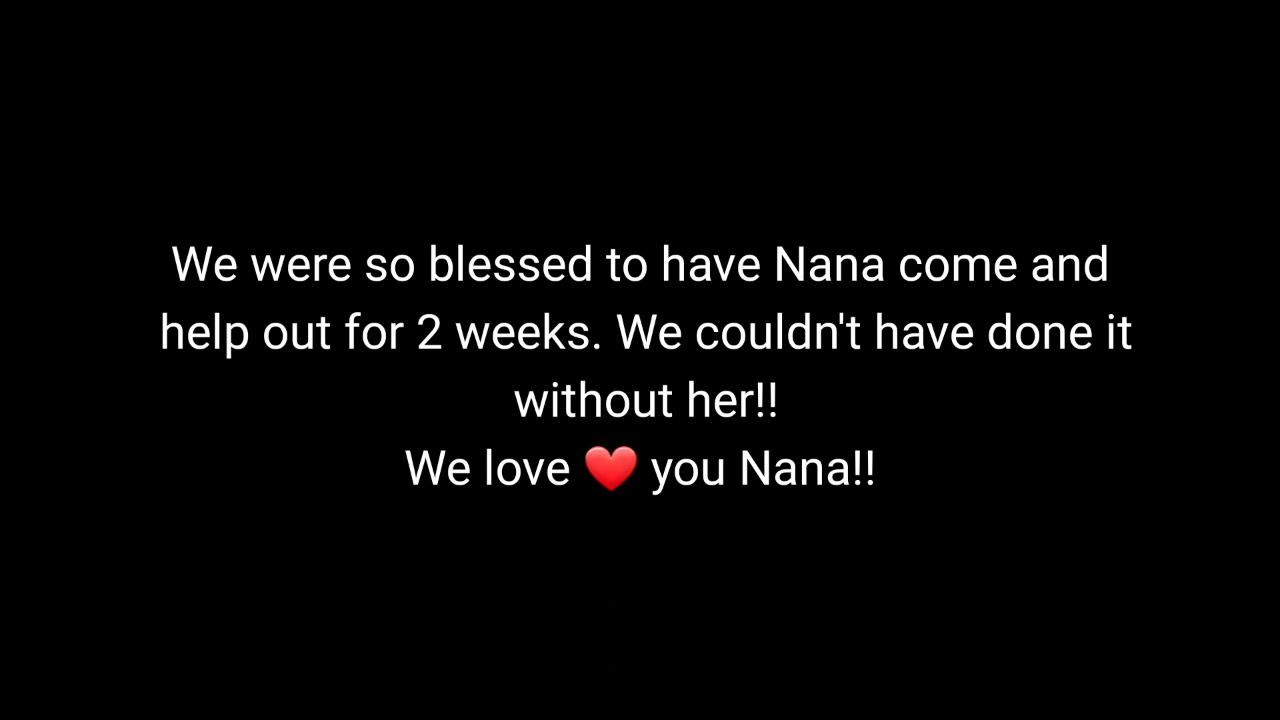 We were so blessed to have Nana come and
help out for 2 weeks. We couldn't have done it
without her!!
We love ❤️ you Nana!!